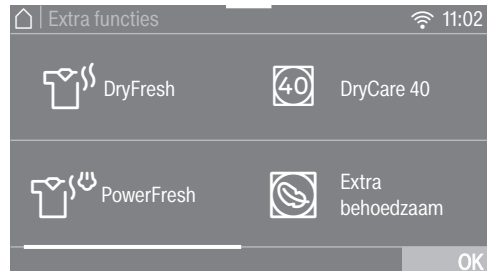 Extra functies
11:02
DryFresh
40
DryCare 40
PowerFresh
Extra
behoedzaam
OK